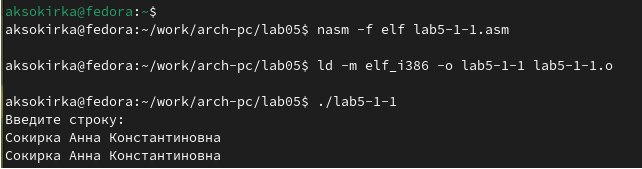 aksokirka@fedora:~$
aksokirka@fedora:~/work/arch-pc/lab05$ nasm -f elf lab5-1-1.asm
aksokirka@fedora:~/work/arch-pc/lab05$ ld -m elf_i386 -o lab5-1-1 lab5-1-1.o
aksokirka@fedora:~/work/arch-pc/lab05$ ./lab5-1-1
Введите строку:
Сокирка Анна Константиновна
Сокирка Анна Константиновна